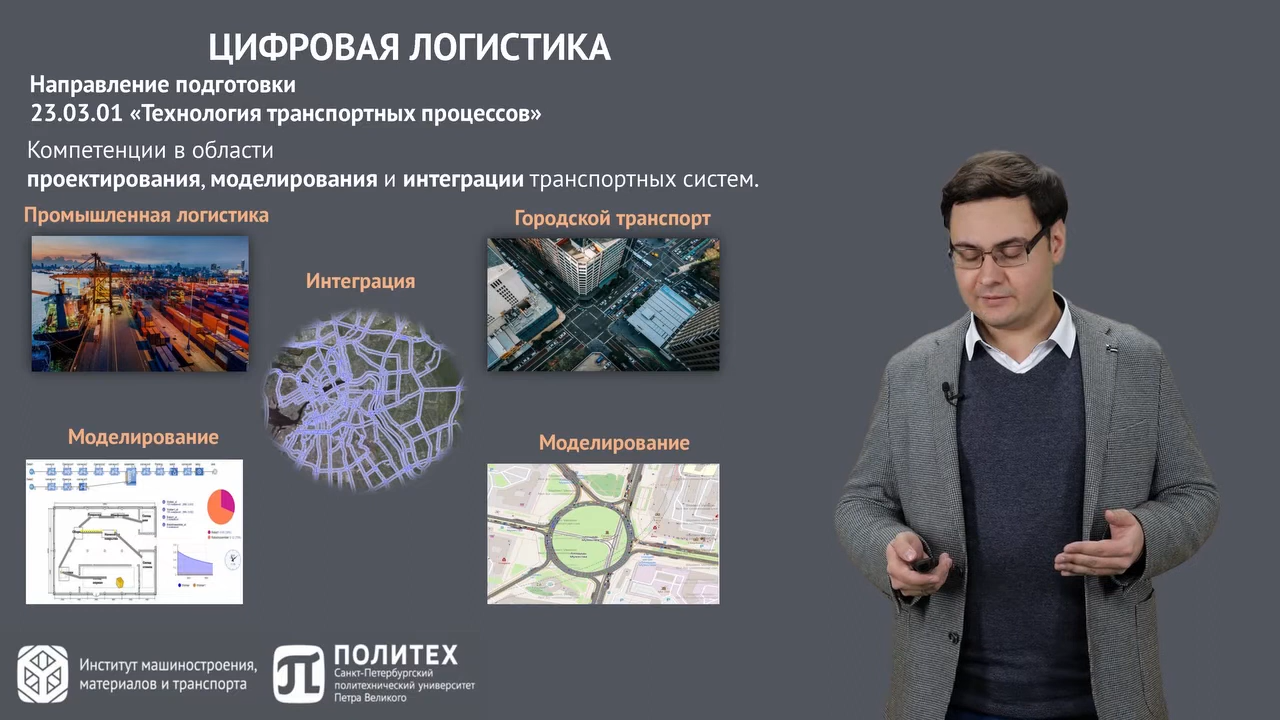 ЦИФРОВАЯ ЛОГИСТИКА
Направление подготовки
23.03.01 «Технология транспортных процессов»
Компетенции в области
проектирования, моделирования и интеграции транспортных систем.
Промышленная логистика
Городской транспорт
Интеграция
Моделирование
Моделирование
Институт машиностроения,
материалов и транспорта
ПОЛИТЕХ
Санкт-Петербургский
политехнический университет
Петра Великого